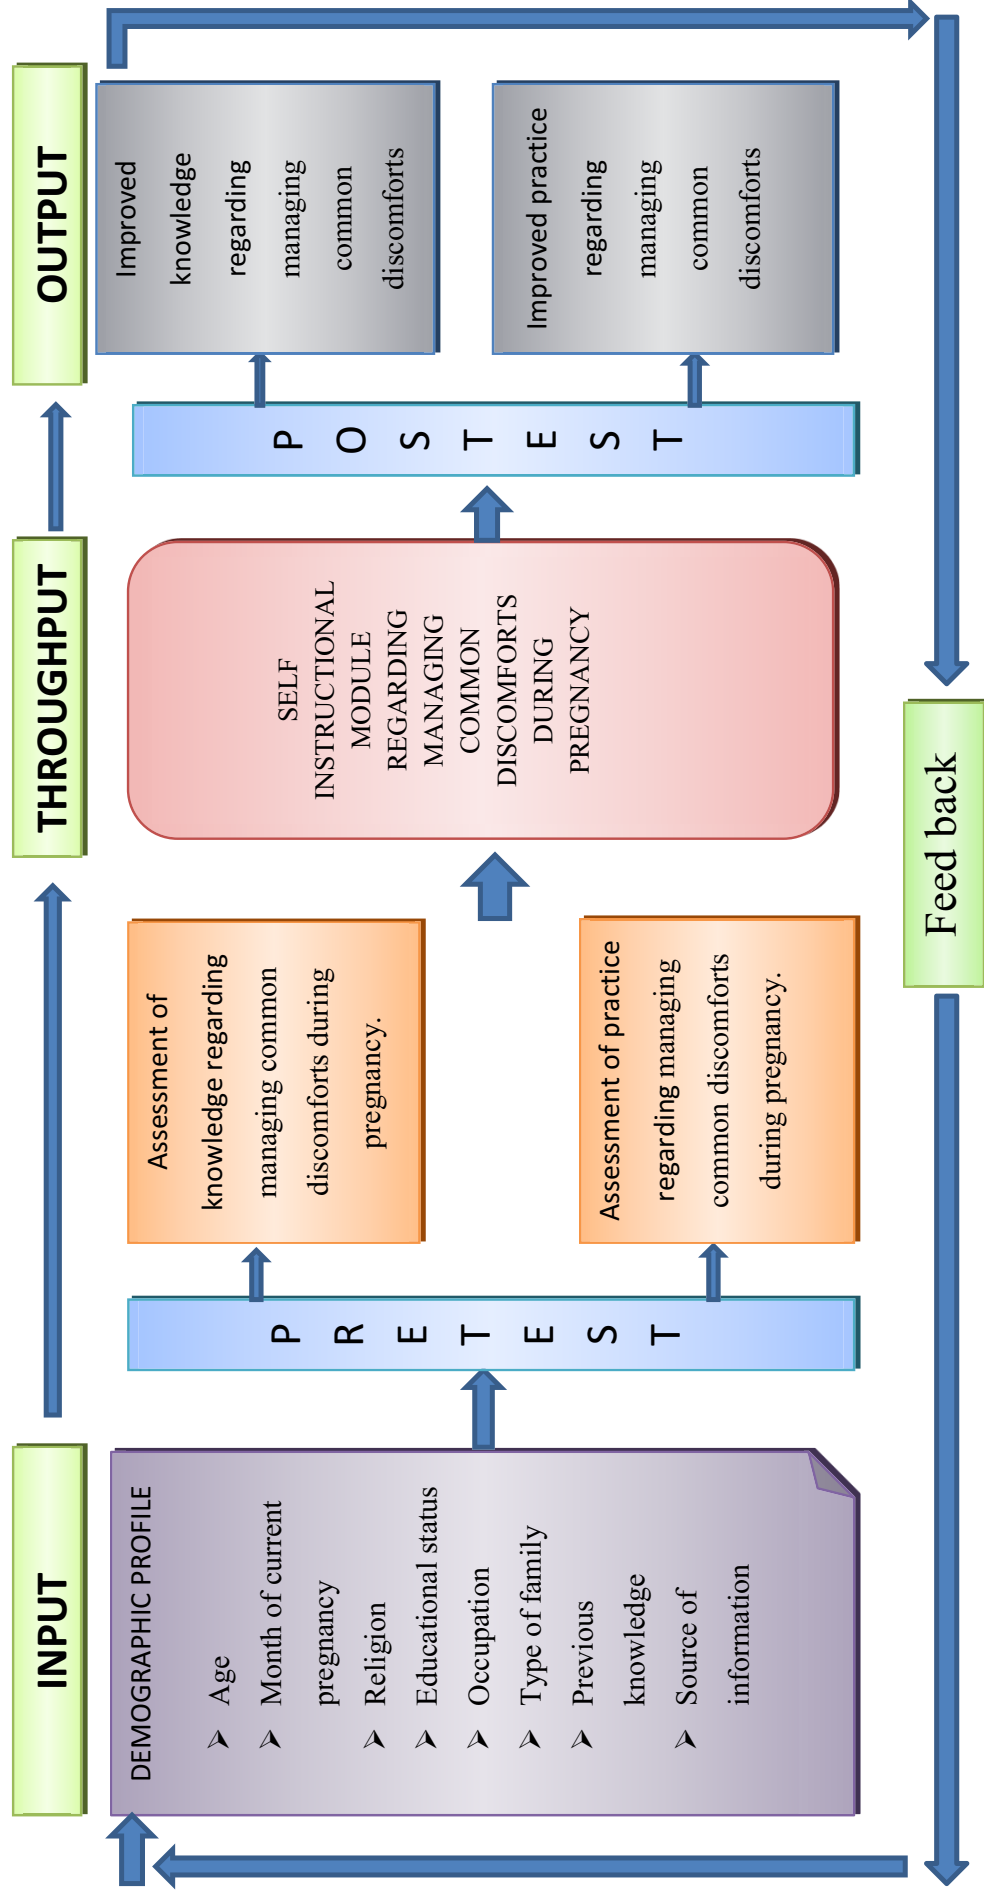 INPUT
THROUGHPUT
OUTPUT
DEMOGRAPHIC PROFILE
➢ Age
➢ Month of current
pregnancy
➢ Religion
➢ Educational status
➢ Occupation
➢ Type of family
➢ Previous
knowledge
➢ Source of
information
P
R
E
T
E
S
T
Assessment of
knowledge regarding
managing common
discomforts during
pregnancy.
Assessment of practice
regarding managing
common discomforts
during pregnancy.
SELF
INSTRUCTIONAL
MODULE
REGARDING
MANAGING
COMMON
DISCOMFORTS
DURING
PREGNANCY
P
O
S
T
E
S
T
Improved
knowledge
regarding
managing
common
discomforts
Improved practice
regarding
managing
common
discomforts
Feed back